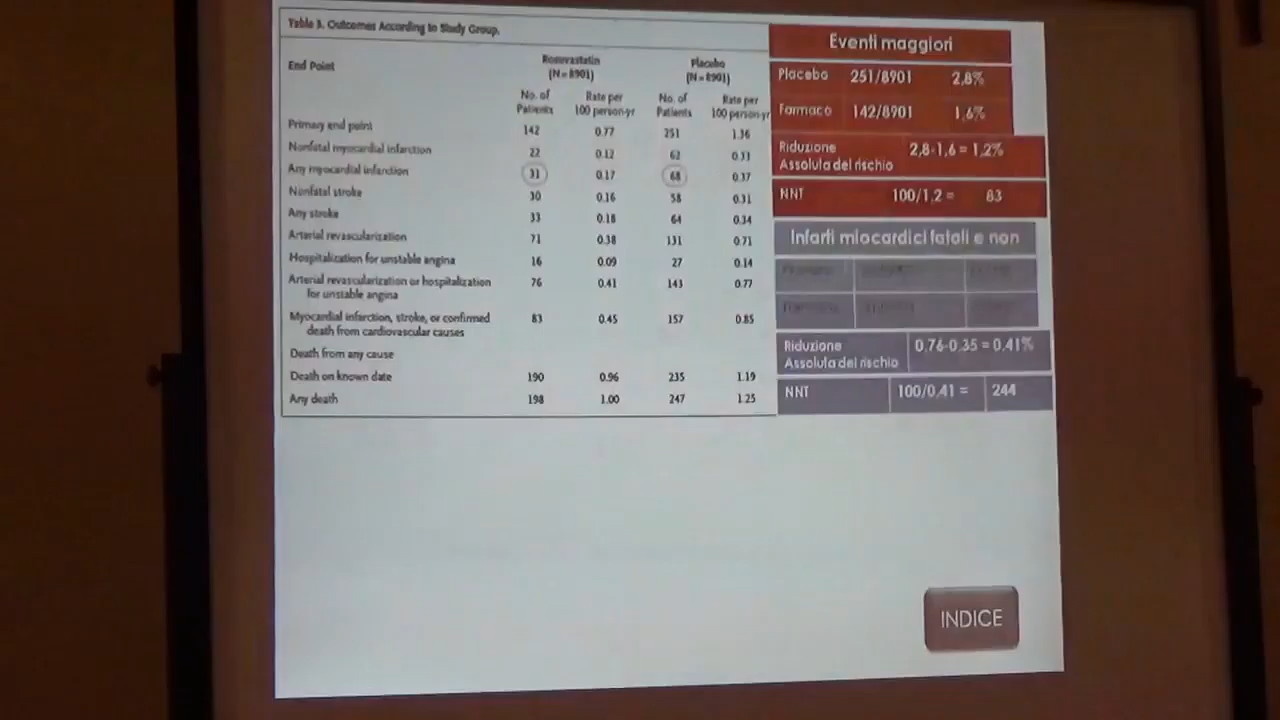 Table 3. Outcomes According to Study Group.
End Point
Rosuvastatin
(N=8901)
Placebo
(N=8901)
No. of Patients
Rate per 100 person-yr
No. of Patients
Rate per 100 person-yr
Primary end point 142 0.77 251 1.36
Nonfatal myocardial infarction 22 0.12 62 0.33
Any myocardial infarction 31 0.17 68 0.37
Nonfatal stroke 30 0.16 58 0.31
Any stroke 33 0.18 64 0.34
Arterial revascularization 71 0.38 131 0.71
Hospitalization for unstable angina 16 0.09 27 0.14
Arterial revascularization or hospitalization
for unstable angina 76 0.41 143 0.77
Myocardial infarction, stroke, or confirmed
death from cardiovascular causes 83 0.45 157 0.85
Death from any cause
Death on known date 190 0.96 235 1.19
Any death 198 1.00 247 1.25
Eventi maggiori
Placebo 251/8901 2,8%
Farmaco 142/8901 1,6%
Riduzione
Assoluta del rischio 2,8-1,6 = 1,2%
NNT 100/1,2 = 83
Infarti miocardici fatali e non
Riduzione
Assoluta del rischio 0,76-0,35 = 0,41%
NNT 100/0,41 = 244
INDICE